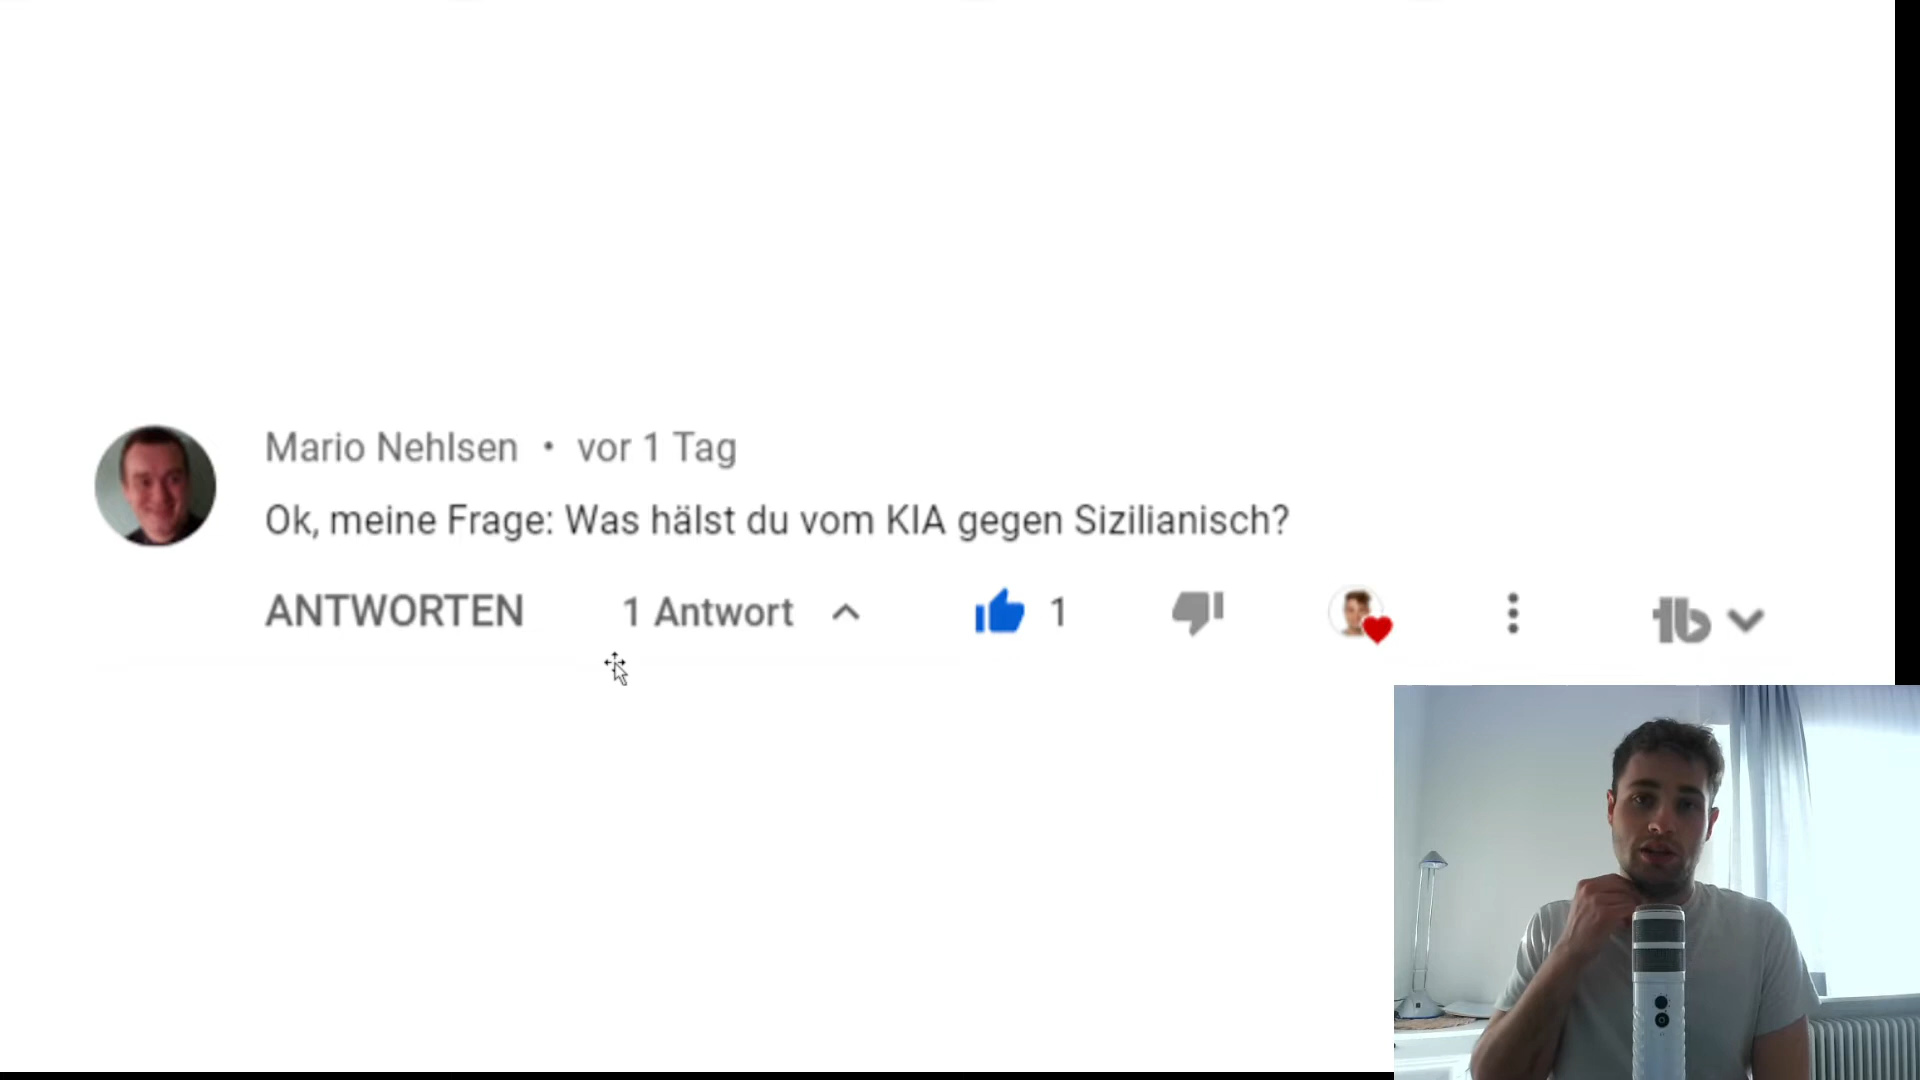 Mario Nehlsen • vor 1 Tag
Ok, meine Frage: Was hälst du vom KIA gegen Sizilianisch?
ANTWORTEN 1 Antwort 1 tb